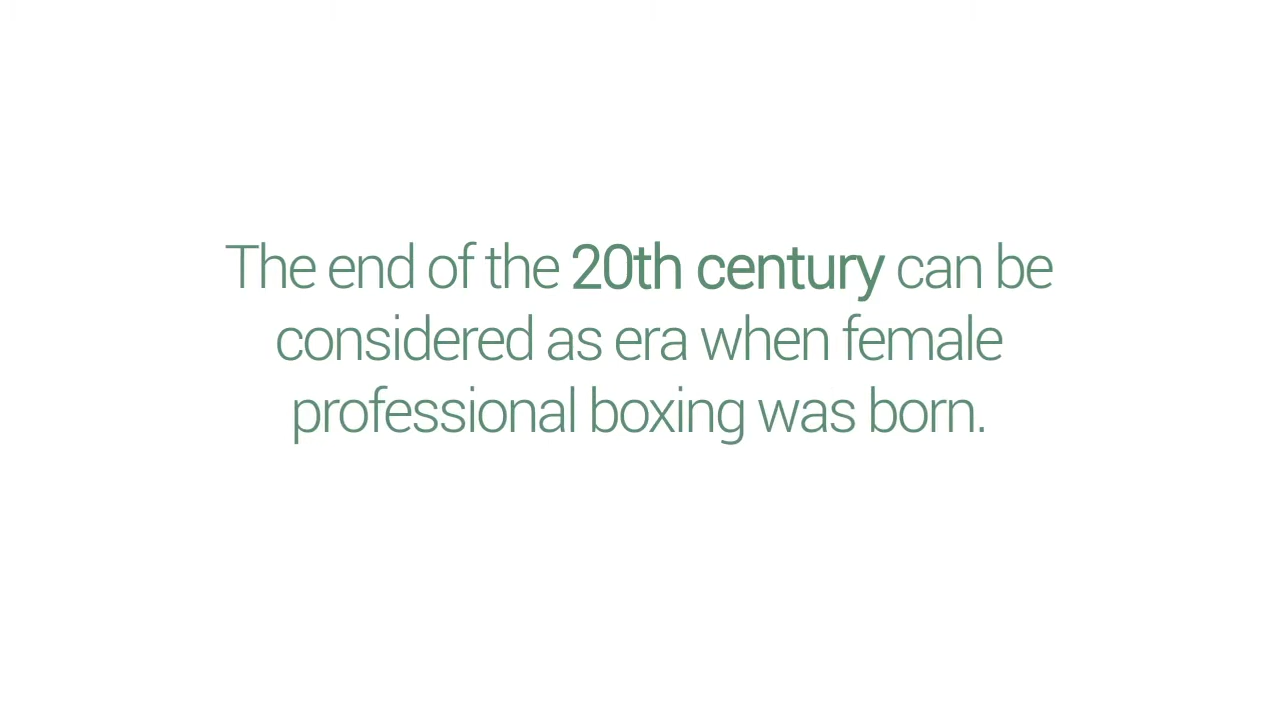 The end of the 20th century can be
considered as era when female
professional boxing was born.